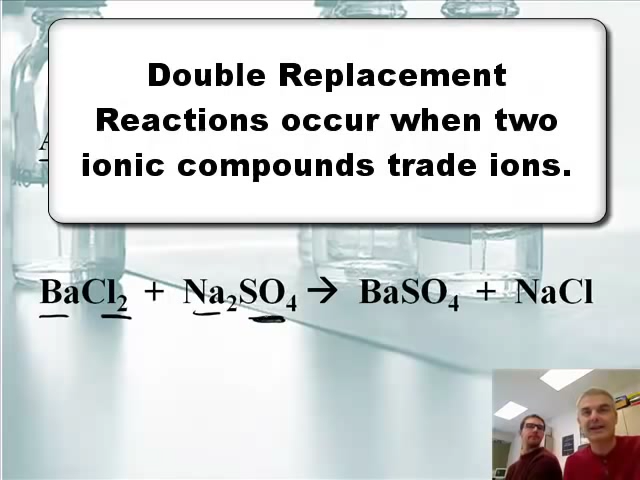 Double Replacement
Reactions occur when two
ionic compounds trade ions.
BaCl₂ + Na₂SO₄ → BaSO₄ + NaCl